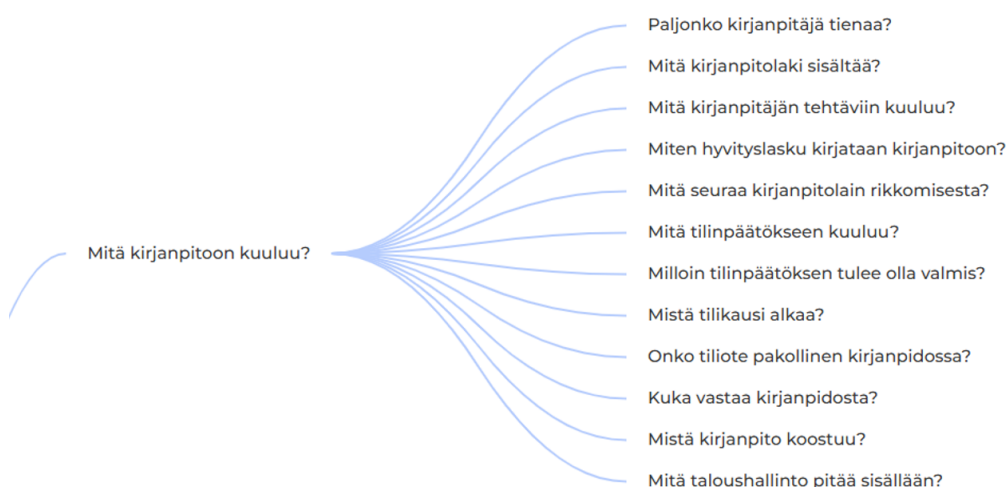 Paljonko kirjanpitäjä tienaa?
Mitä kirjanpitolaki sisältää?
Mitä kirjanpitäjän tehtäviin kuuluu?
Miten hyvityslasku kirjataan kirjanpitoon?
Mitä seuraa kirjanpitolain rikkomisesta?
Mitä tilinpäätökseen kuuluu?
Mitä kirjanpitoon kuuluu?
Milloin tilinpäätöksen tulee olla valmis?
Mistä tilikausi alkaa?
Onko tiliote pakollinen kirjanpidossa?
Kuka vastaa kirjanpidosta?
Mistä kirjanpito koostuu?
Mitä taloushallinto pitää sisällään?